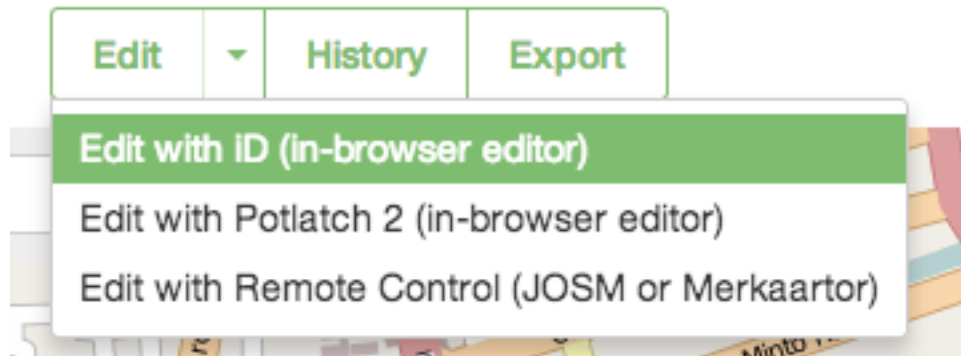 Edit History Export
Edit with iD (in-browser editor)
Edit with Potlatch 2 (in-browser editor)
Edit with Remote Control (JOSM or Merkaartor)
Minto